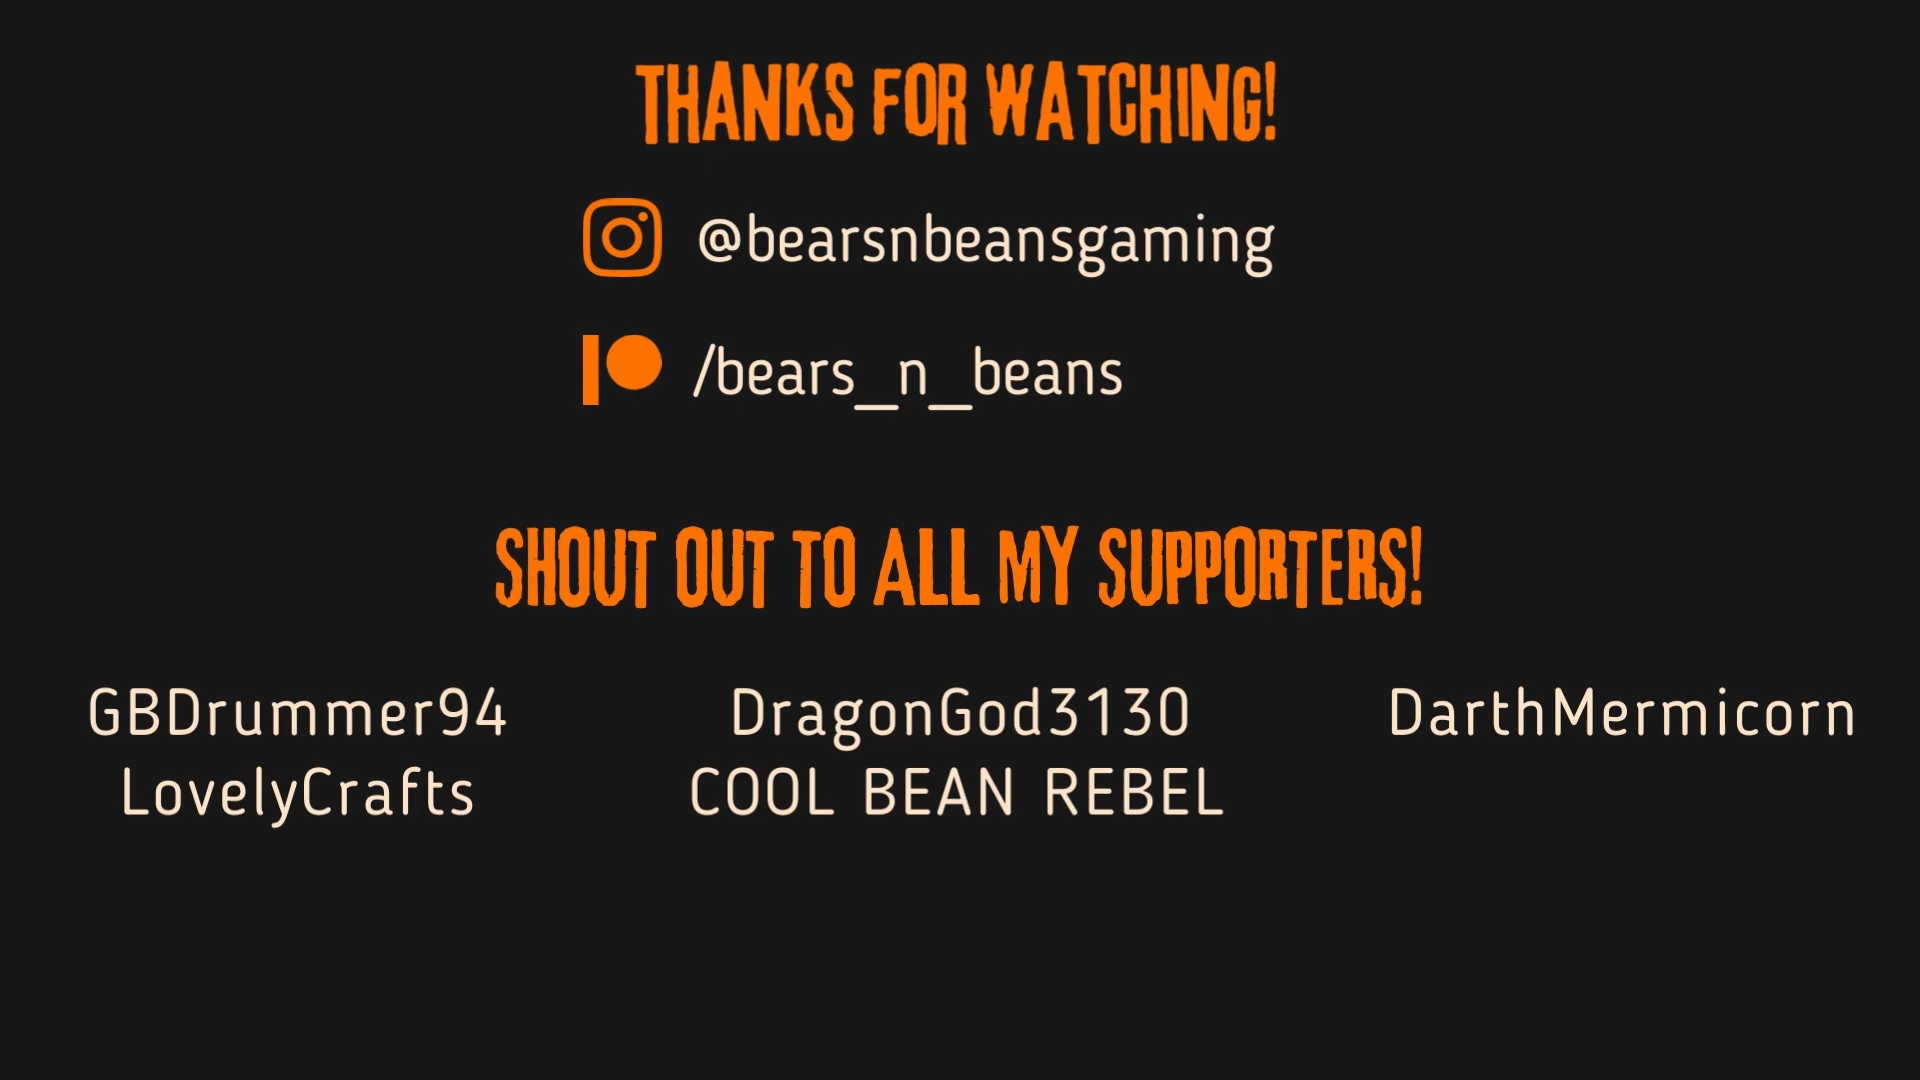 THANKS FOR WATCHING!
@bearsnbeansgaming
/bears_n_beans
SHOUT OUT TO ALL MY SUPPORTERS!
GBDrummer94 DragonGod3130 DarthMermicorn
LovelyCrafts COOL BEAN REBEL